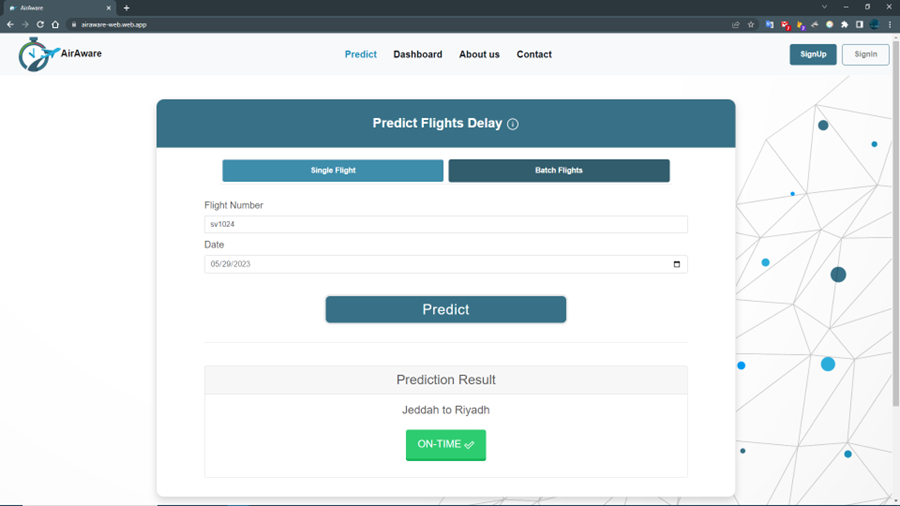 AirAware
airaware-web.web.app
AirAware
Predict Dashboard About us Contact
SignUp SignIn
Predict Flights Delay
Single Flight Batch Flights
Flight Number
sv1024
Date
05/29/2023
Predict
Prediction Result
Jeddah to Riyadh
ON-TIME